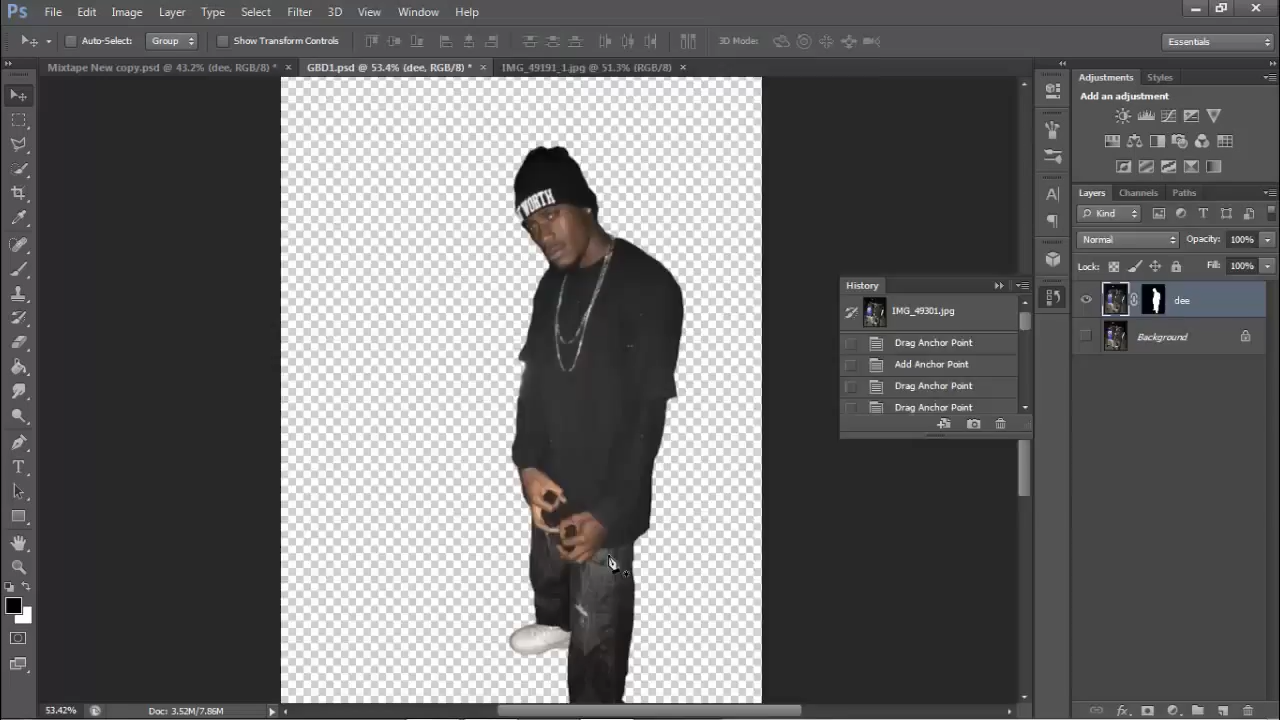 Ps File Edit Image Layer Type Select Filter 3D View Window Help
Auto-Select: Group Show Transform Controls 3D Mode: Essentials
Mixtape New copy.psd @ 43.2% (dee, RGB/8) * × GBD1.psd @ 53.4% (dee, RGB/8) * × IMG_49191_1.jpg @ 51.3% (RGB/8) ×
Adjustments Styles
Add an adjustment
Layers Channels Paths
Kind
Normal Opacity: 100%
Lock: Fill: 100%
dee
Background
History
IMG_49301.jpg
Drag Anchor Point
Add Anchor Point
Drag Anchor Point
Drag Anchor Point
WORTH
53.42% Doc: 3.52M/7.86M